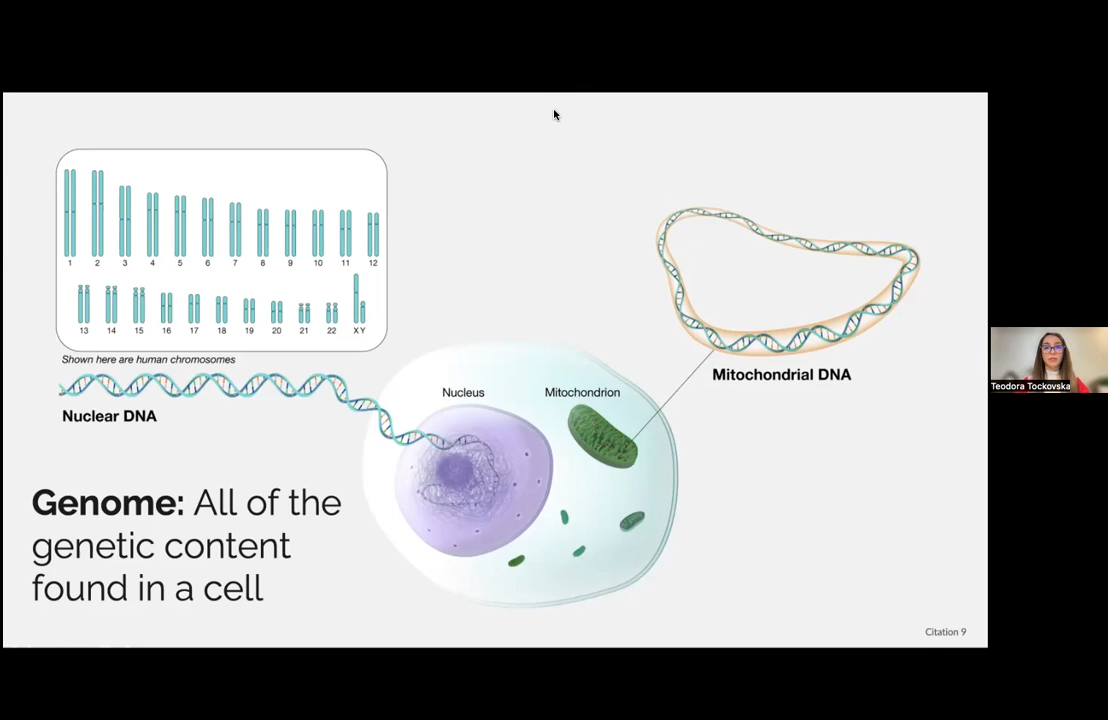 1 2 3 4 5 6 7 8 9 10 11 12
13 14 15 16 17 18 19 20 21 22 X Y
Shown here are human chromosomes
Nuclear DNA
Nucleus
Mitochondrion
Mitochondrial DNA
Genome: All of the
genetic content
found in a cell
Citation 9
Teodora Tockovska